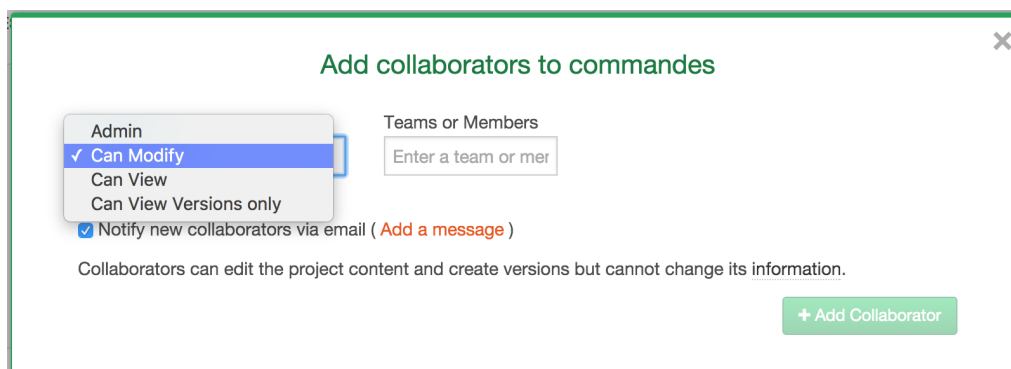 Add collaborators to commandes
Teams or Members
Admin
✓ Can Modify
Can View
Can View Versions only
Enter a team or mer
Notify new collaborators via email ( Add a message )
Collaborators can edit the project content and create versions but cannot change its information.
+ Add Collaborator